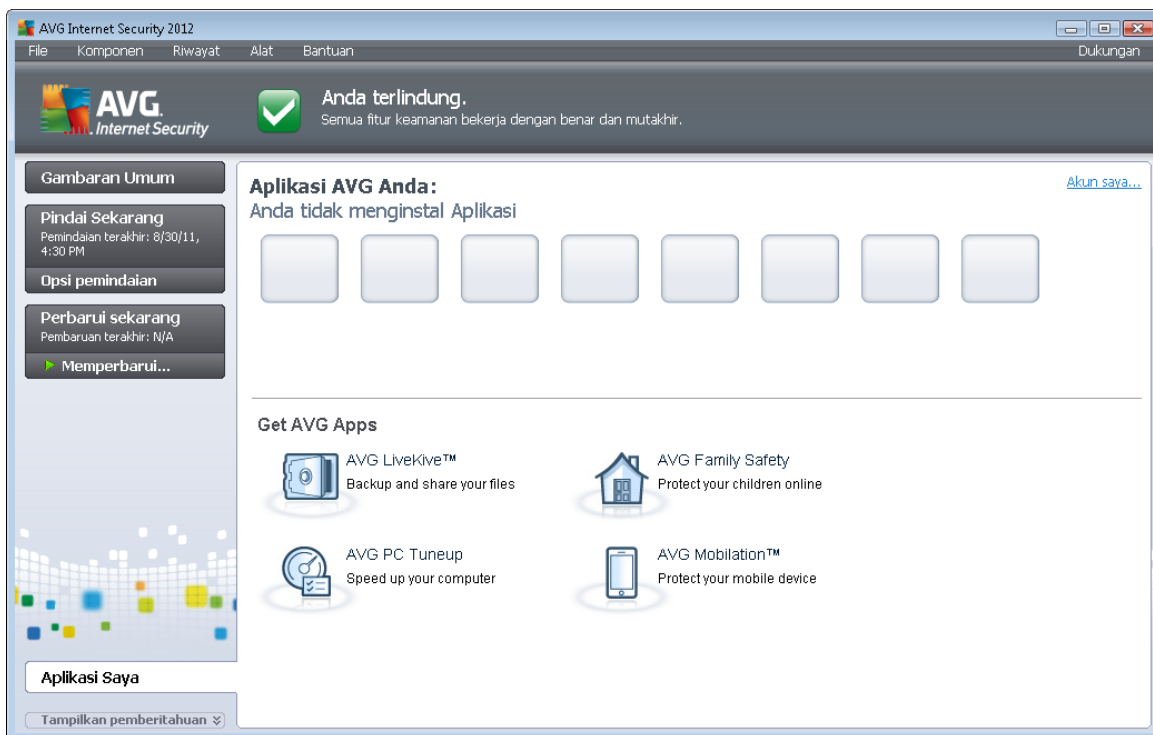 AVG Internet Security 2012
File Komponen Riwayat Alat Bantuan Dukungan
AVG.
Internet Security
Anda terlindung.
Semua fitur keamanan bekerja dengan benar dan mutakhir.
Gambaran Umum
Pindai Sekarang
Pemindaian terakhir: 8/30/11,
4:30 PM
Opsi pemindaian
Perbarui sekarang
Pembaruan terakhir: N/A
Memperbarui...
Aplikasi Saya
Tampilkan pemberitahuan
Aplikasi AVG Anda:
Akun saya...
Anda tidak menginstal Aplikasi
Get AVG Apps
AVG LiveKive™
Backup and share your files
AVG Family Safety
Protect your children online
AVG PC Tuneup
Speed up your computer
AVG Mobilation™
Protect your mobile device